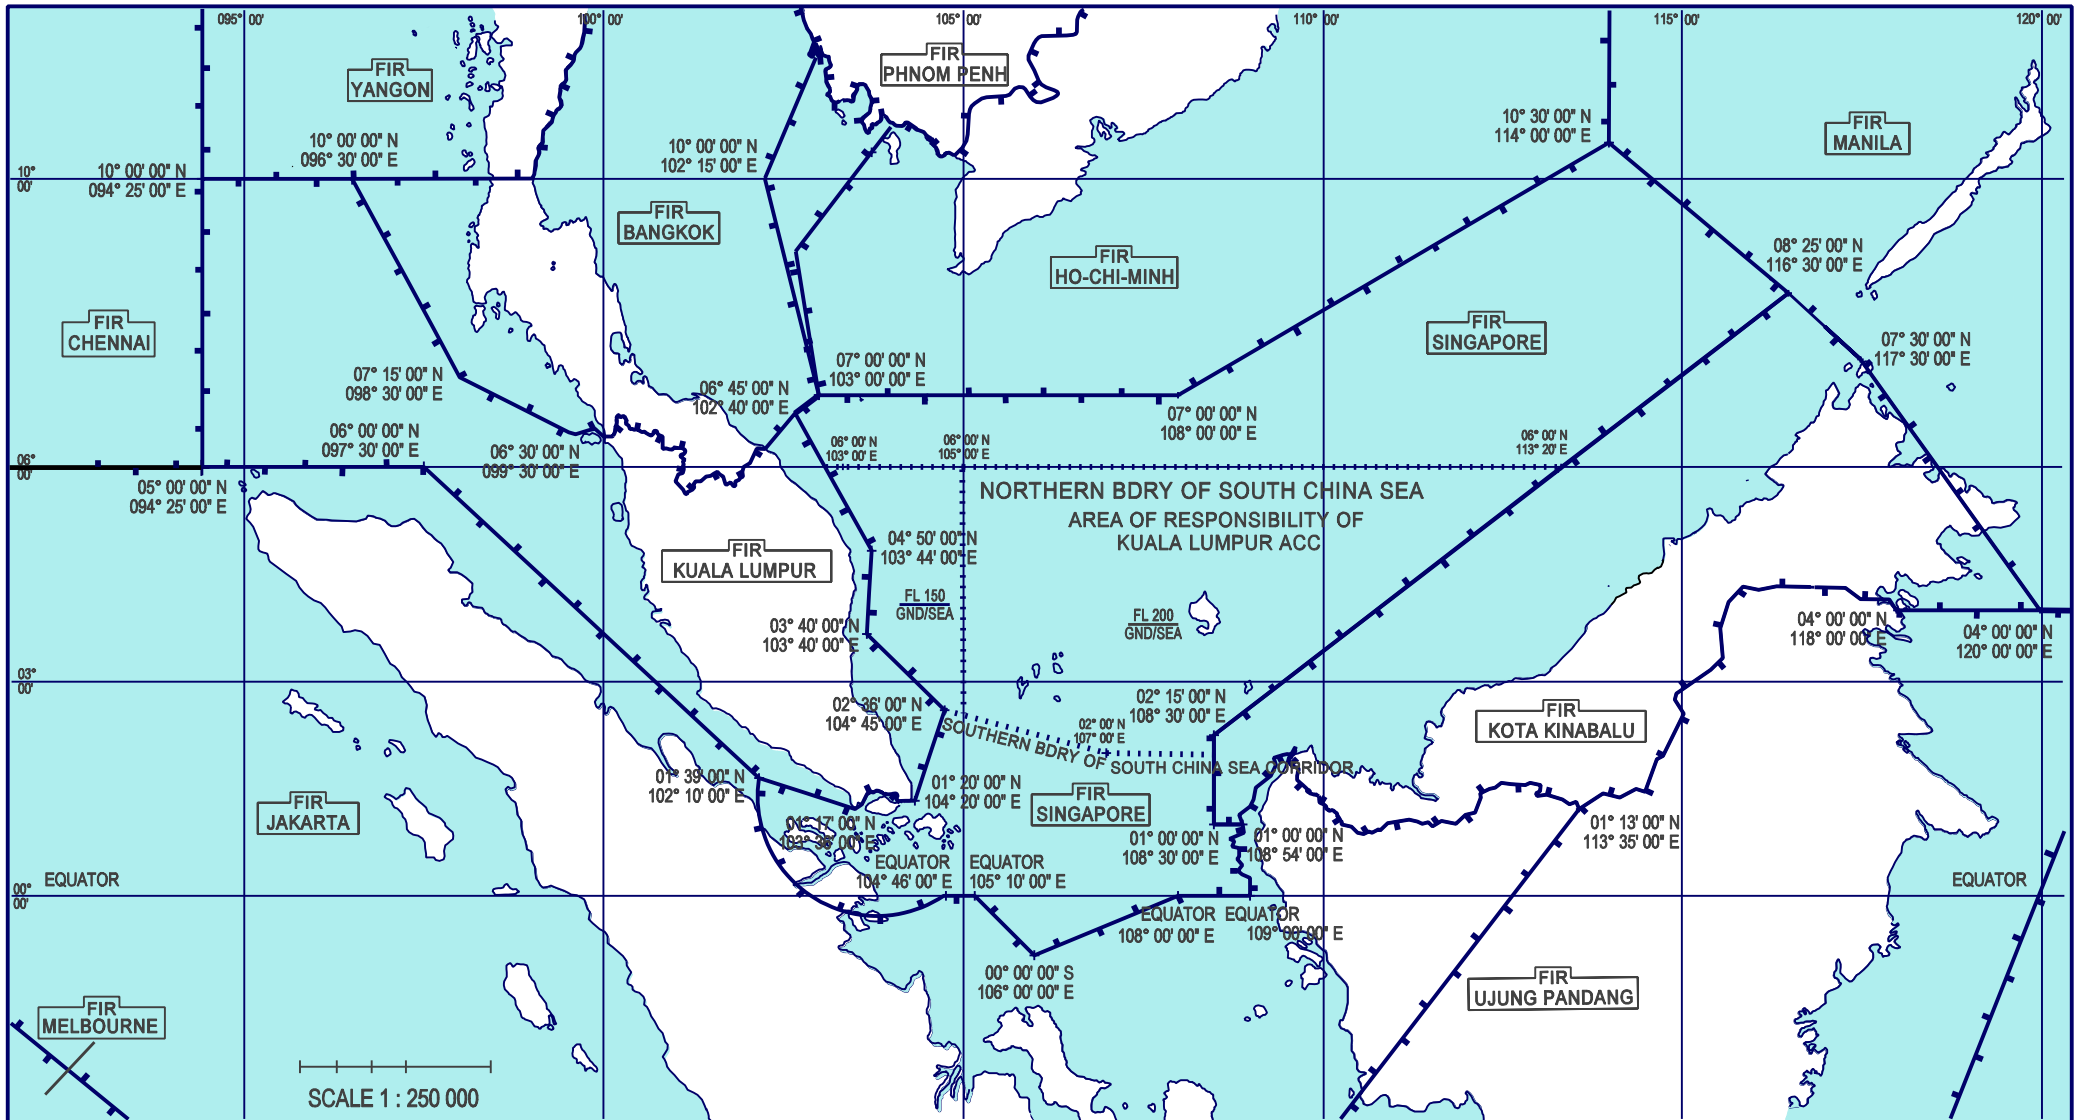 095° 00'
100° 00'
105° 00'
110° 00'
115° 00'
120° 00'
FIR
YANGON
FIR
PHNOM PENH
FIR
MANILA
10° 00' 00" N
096° 30' 00" E
10° 00' 00" N
102° 15' 00" E
10° 30' 00" N
114° 00' 00" E
10°
00'
10° 00' 00" N
094° 25' 00" E
FIR
BANGKOK
FIR
HO-CHI-MINH
08° 25' 00" N
116° 30' 00" E
FIR
CHENNAI
FIR
SINGAPORE
07° 30' 00" N
117° 30' 00" E
07° 15' 00" N
098° 30' 00" E
06° 45' 00" N
102° 40' 00" E
07° 00' 00" N
103° 00' 00" E
07° 00' 00" N
108° 00' 00" E
06° 00' 00" N
097° 30' 00" E
06° 30' 00" N
099° 30' 00" E
06° 00' N
103° 00' E
06° 00' N
105° 00' E
06° 00' N
113° 20' E
06°
00'
05° 00' 00" N
094° 25' 00" E
NORTHERN BDRY OF SOUTH CHINA SEA
AREA OF RESPONSIBILITY OF
KUALA LUMPUR ACC
FIR
KUALA LUMPUR
04° 50' 00" N
103° 44' 00" E
FL 150
GND/SEA
FL 200
GND/SEA
03° 40' 00" N
103° 40' 00" E
04° 00' 00" N
118° 00' 00" E
04° 00' 00" N
120° 00' 00" E
03°
00'
02° 36' 00" N
104° 45' 00" E
02° 15' 00" N
108° 30' 00" E
02° 00' N
107° 00' E
FIR
KOTA KINABALU
SOUTHERN BDRY OF
SOUTH CHINA SEA CORRIDOR
01° 39' 00" N
102° 10' 00" E
01° 20' 00" N
104° 20' 00" E
FIR
SINGAPORE
FIR
JAKARTA
01° 17' 00" N
103° 36' 00" E
01° 00' 00" N
108° 30' 00" E
01° 00' 00" N
108° 54' 00" E
01° 13' 00" N
113° 35' 00" E
EQUATOR
104° 46' 00" E
EQUATOR
105° 10' 00" E
00°
00'
EQUATOR
EQUATOR
EQUATOR
108° 00' 00" E
EQUATOR
109° 00' 00" E
00° 00' 00" S
106° 00' 00" E
FIR
UJUNG PANDANG
FIR
MELBOURNE
SCALE 1 : 250 000